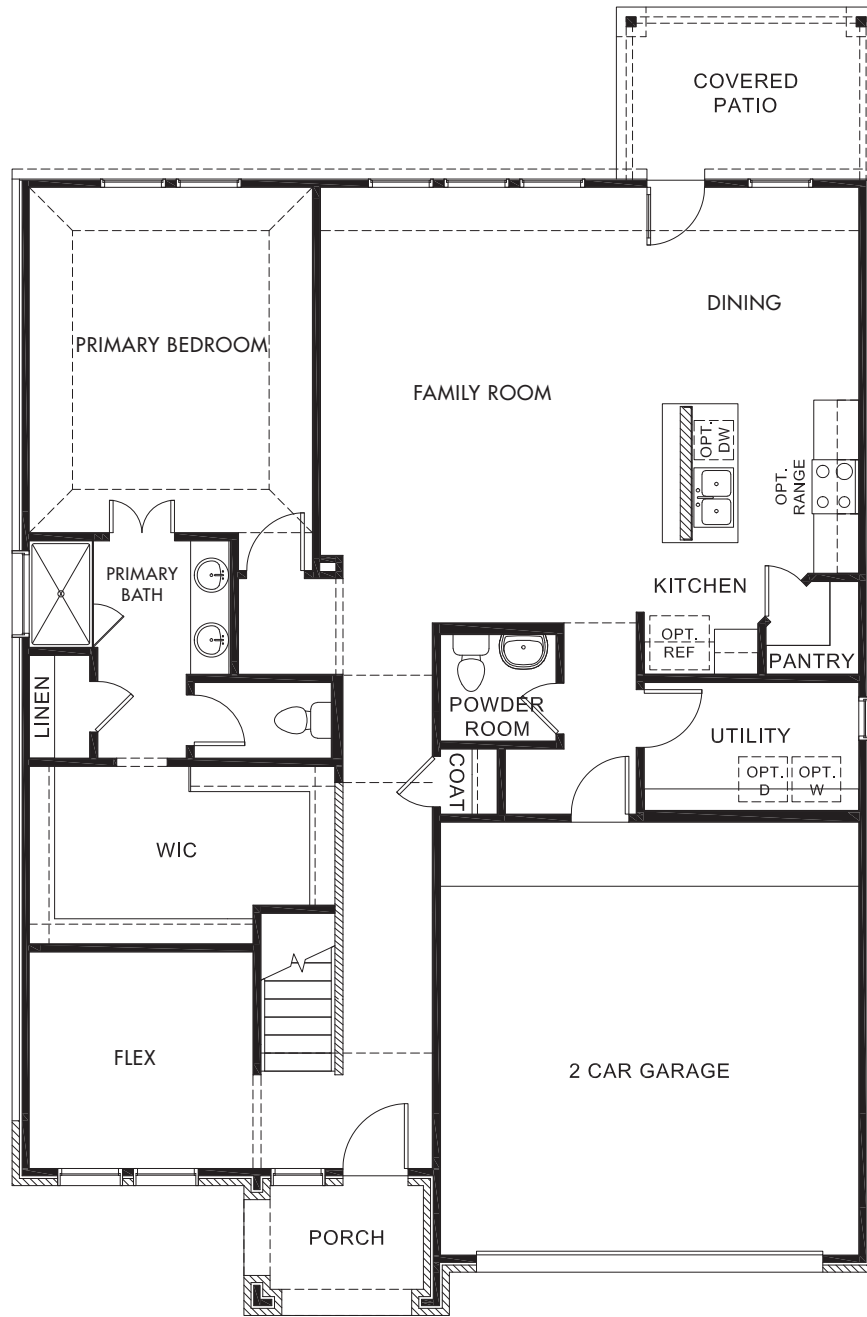 COVERED
PATIO
DINING
PRIMARY BEDROOM
FAMILY ROOM
OPT.
DW
OPT.
RANGE
PRIMARY
BATH
KITCHEN
OPT.
REF
PANTRY
LINEN
POWDER
ROOM
UTILITY
COAT
OPT.
D
OPT.
W
WIC
FLEX
2 CAR GARAGE
PORCH